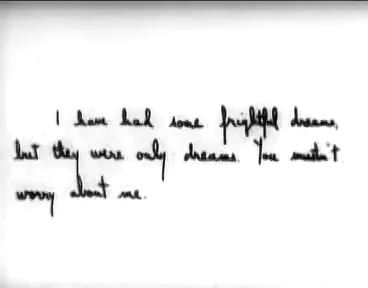 I have had some frightful dreams,
but they were only dreams. You mustn't
worry about me.